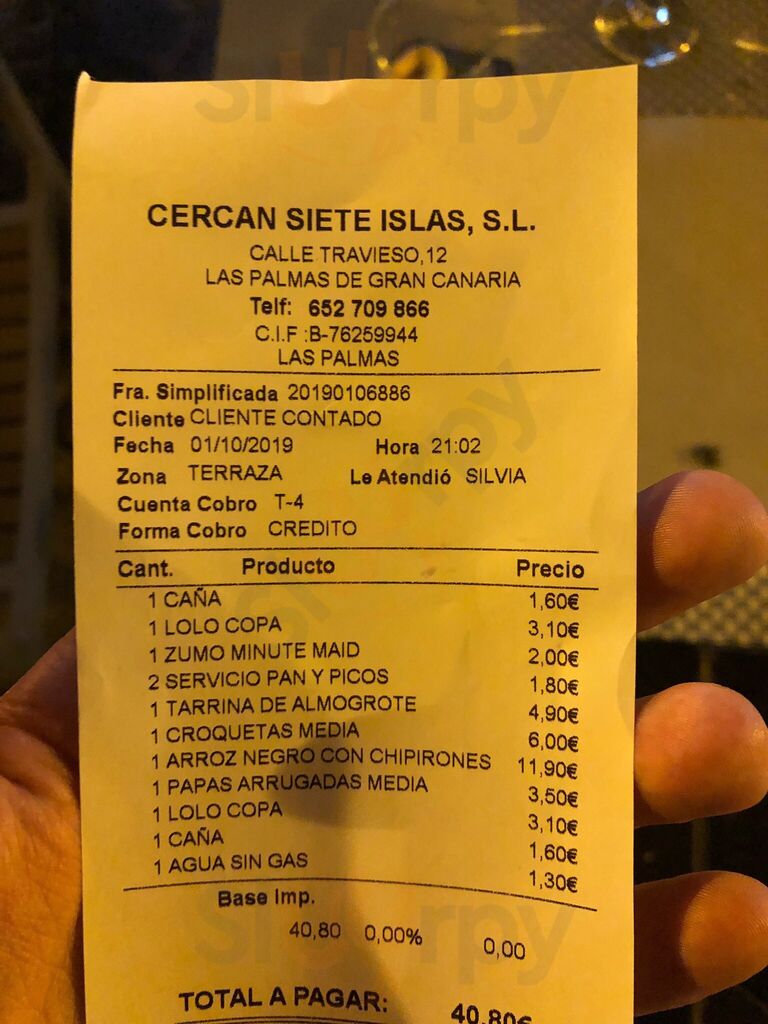 CERCAN SIETE ISLAS, S.L.
CALLE TRAVIESO,12
LAS PALMAS DE GRAN CANARIA
Telf: 652 709 866
C.I.F :B-76259944
LAS PALMAS
Fra. Simplificada 20190106886
Cliente CLIENTE CONTADO
Fecha 01/10/2019 Hora 21:02
Zona TERRAZA Le Atendió SILVIA
Cuenta Cobro T-4
Forma Cobro CREDITO
Cant. Producto Precio
1 CAÑA 1,60€
1 LOLO COPA 3,10€
1 ZUMO MINUTE MAID 2,00€
2 SERVICIO PAN Y PICOS 1,80€
1 TARRINA DE ALMOGROTE 4,90€
1 CROQUETAS MEDIA 6,00€
1 ARROZ NEGRO CON CHIPIRONES 11,90€
1 PAPAS ARRUGADAS MEDIA 3,50€
1 LOLO COPA 3,10€
1 CAÑA 1,60€
1 AGUA SIN GAS 1,30€
Base Imp.
40,80 0,00% 0,00
TOTAL A PAGAR: 40,80€